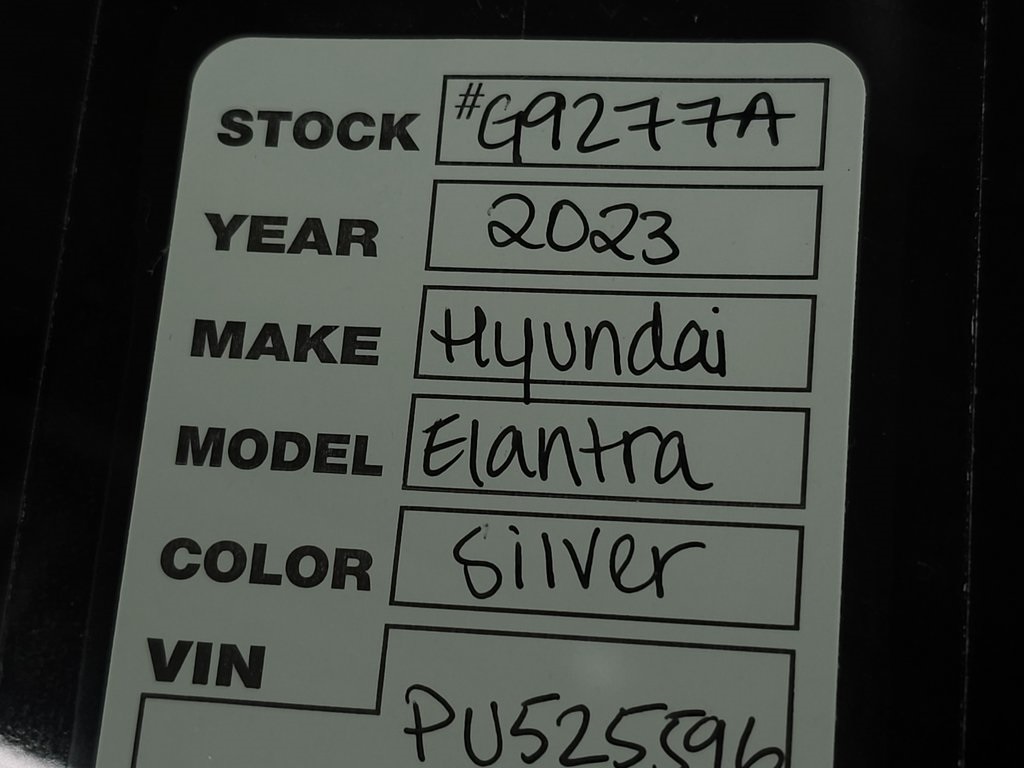 STOCK #G9277A
YEAR 2023
MAKE Hyundai
MODEL Elantra
COLOR Silver
VIN
PU525596